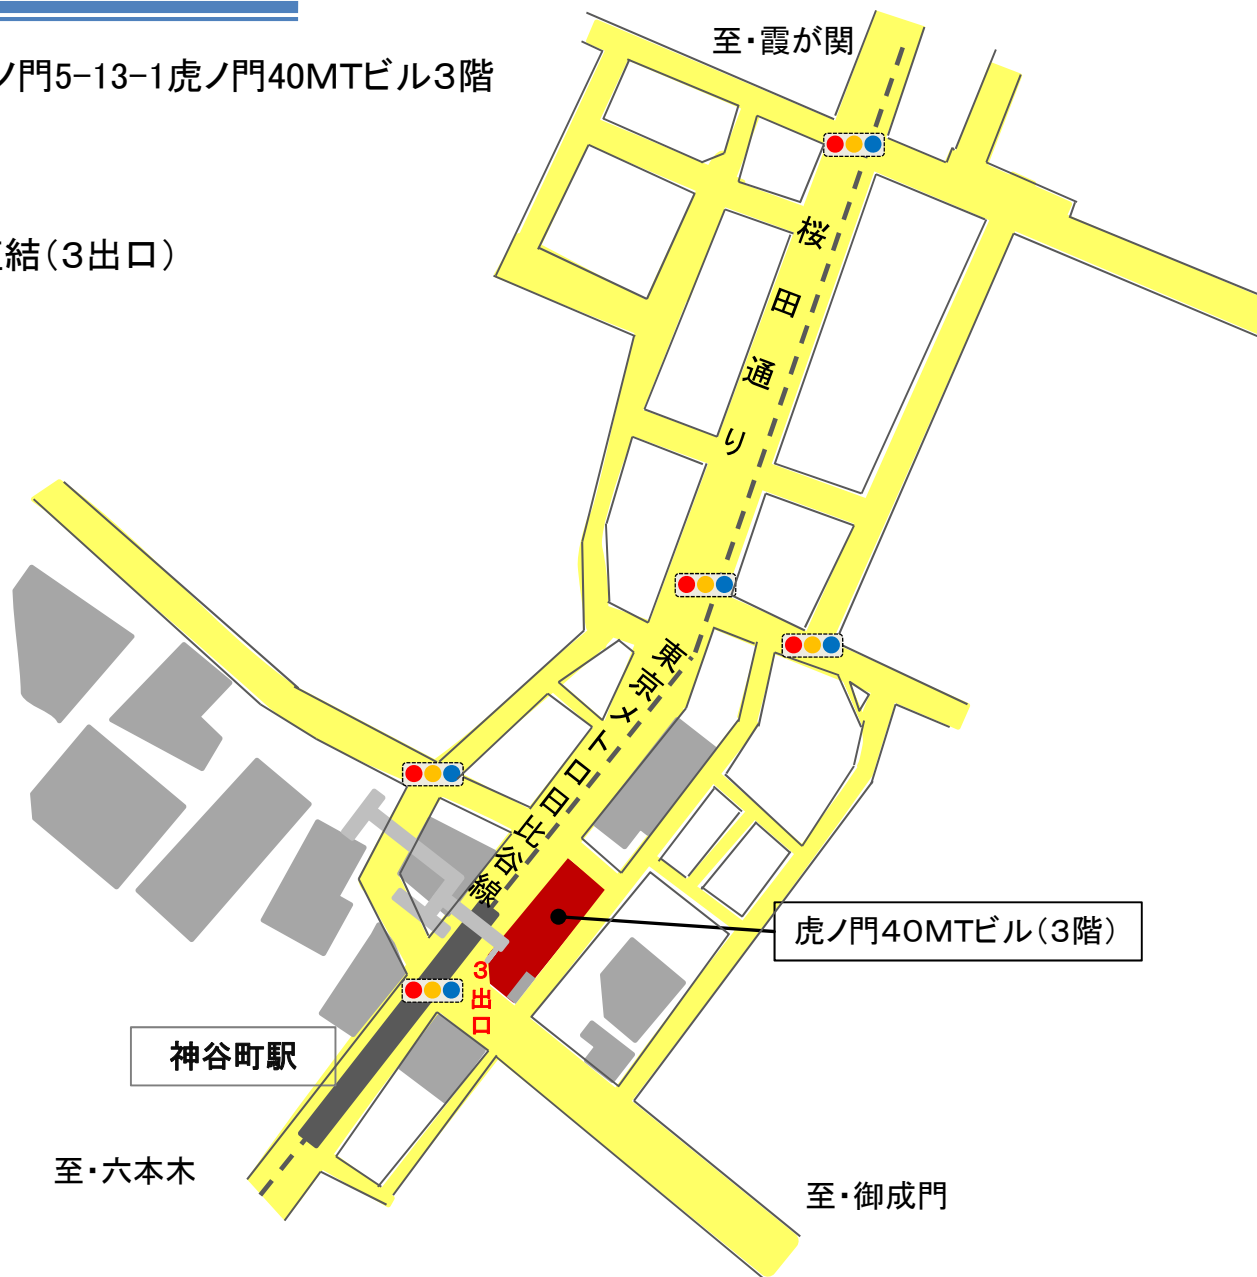 至・霞が関
ノ門5-13-1虎ノ門40MTビル3階
結(3出口)
桜田通り
東京メトロ日比谷線
虎ノ門40MTビル(3階)
3出口
神谷町駅
至・六本木
至・御成門